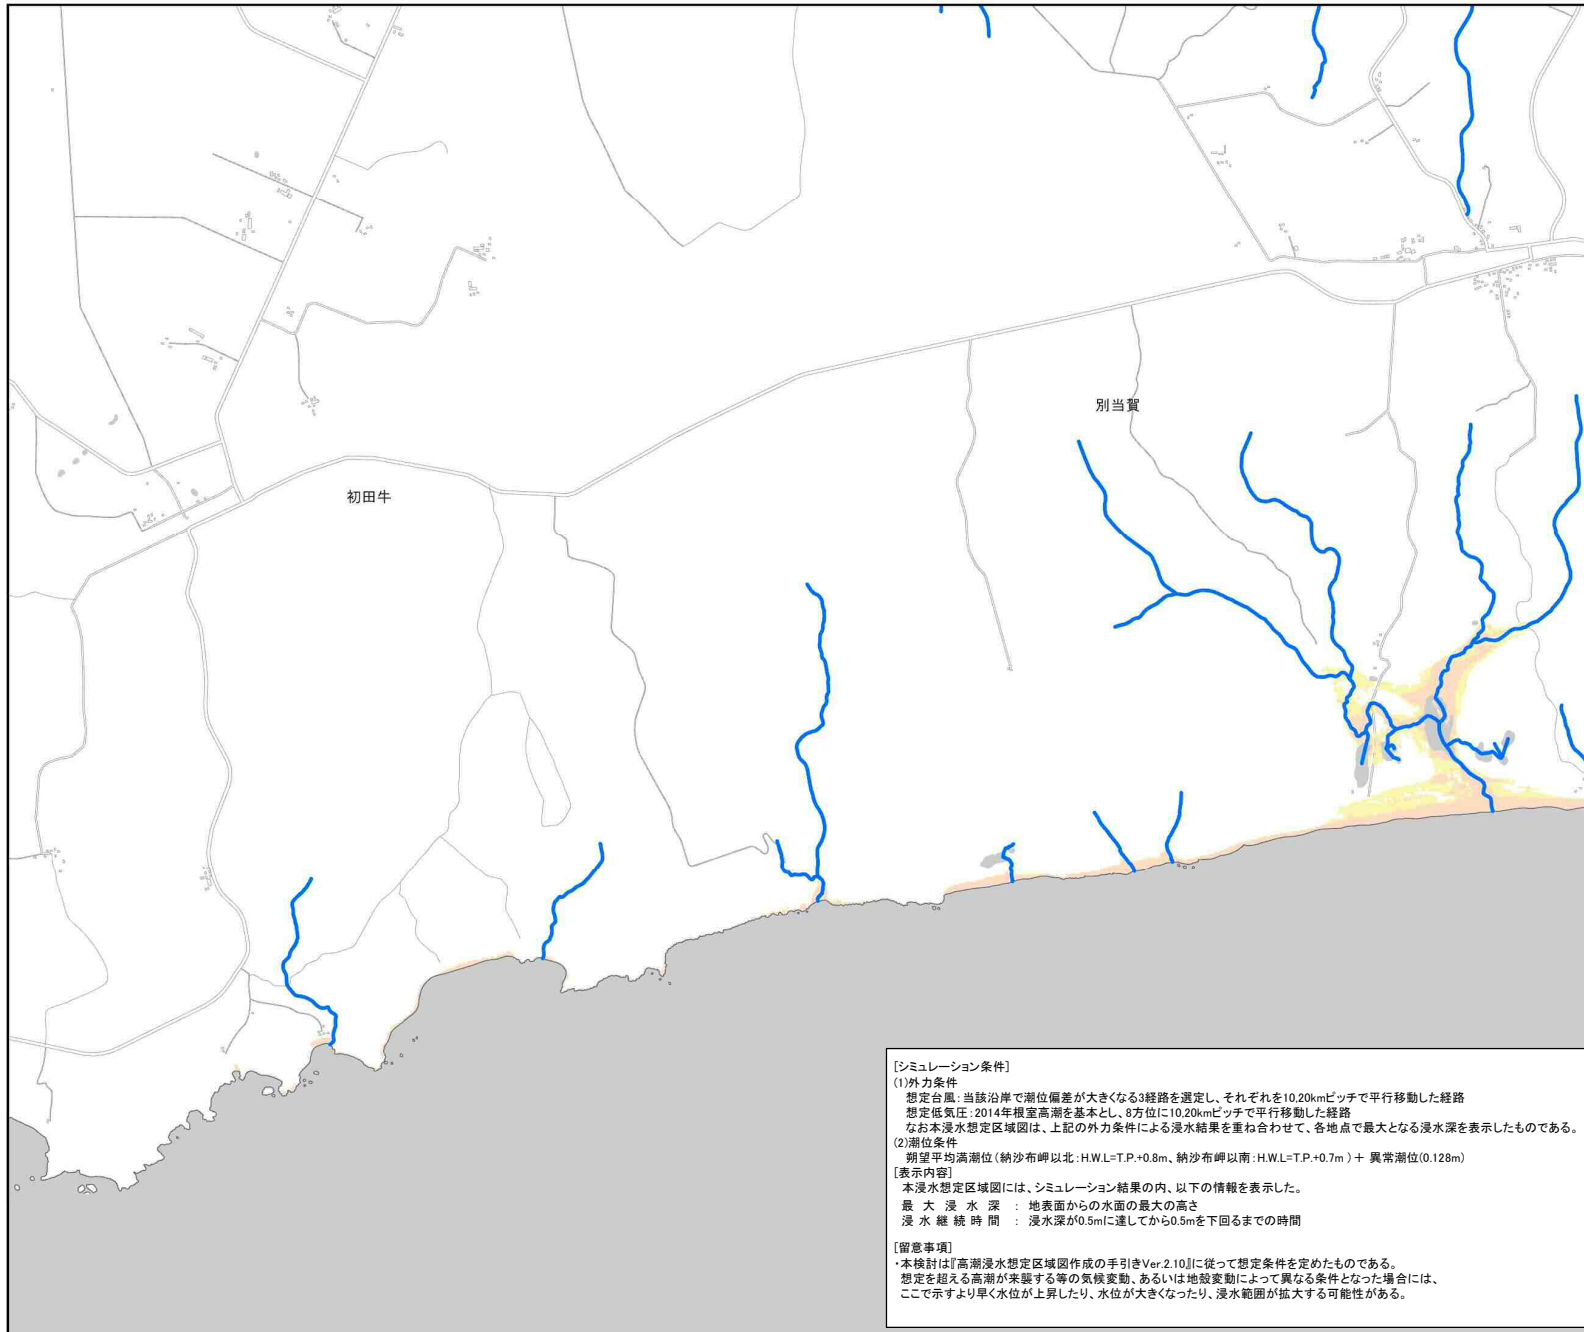 別当賀
初田牛
[シミュレーション条件]
(1)外力条件
想定台風：当該沿岸で潮位偏差が大きくなる3経路を選定し、それぞれを10,20kmピッチで平行移動した経路
想定低気圧：2014年根室高潮を基本とし、8方位に10,20kmピッチで平行移動した経路
なお本浸水想定区域図は、上記の外力条件による浸水結果を重ね合わせて、各地点で最大となる浸水深を表示したものである。
(2)潮位条件
朔望平均満潮位（納沙布岬以北：H.W.L=T.P.+0.8m、納沙布岬以南：H.W.L=T.P.+0.7m）＋ 異常潮位(0.128m)
[表示内容]
本浸水想定区域図には、シミュレーション結果の内、以下の情報を表示した。
最 大 浸 水 深 ： 地表面からの水面の最大の高さ
浸 水 継 続 時 間 ： 浸水深が0.5mに達してから0.5mを下回るまでの時間
[留意事項]
・本検討は『高潮浸水想定区域図作成の手引きVer.2.10』に従って想定条件を定めたものである。
想定を超える高潮が来襲する等の気候変動、あるいは地殻変動によって異なる条件となった場合には、
ここで示すより早く水位が上昇したり、水位が大きくなったり、浸水範囲が拡大する可能性がある。